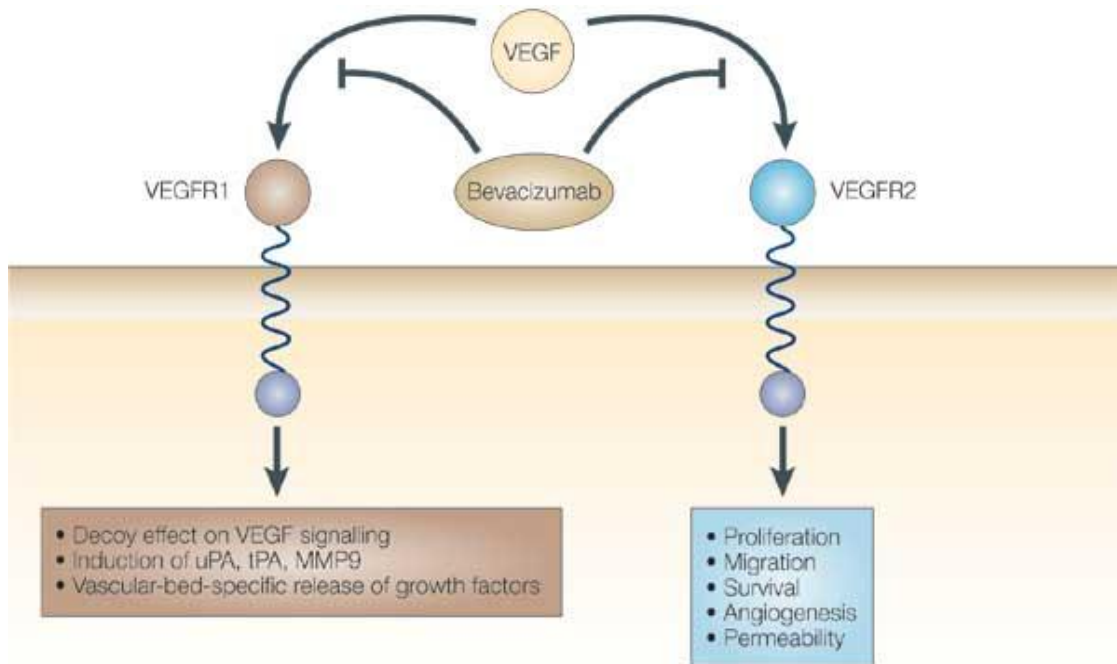 VEGF
VEGFR1
Bevacizumab
VEGFR2
• Decoy effect on VEGF signalling
• Induction of uPA, tPA, MMP9
• Vascular-bed-specific release of growth factors
• Proliferation
• Migration
• Survival
• Angiogenesis
• Permeability